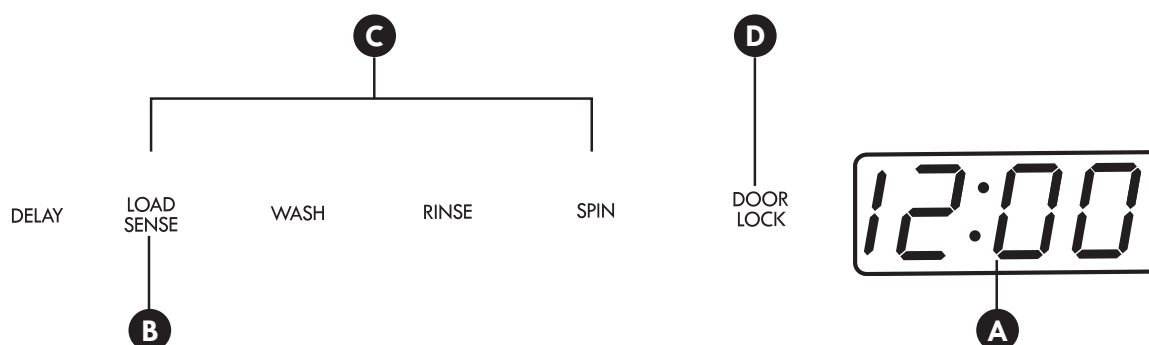 C
D
DELAY
LOAD
SENSE
WASH
RINSE
SPIN
DOOR
LOCK
12:00
B
A